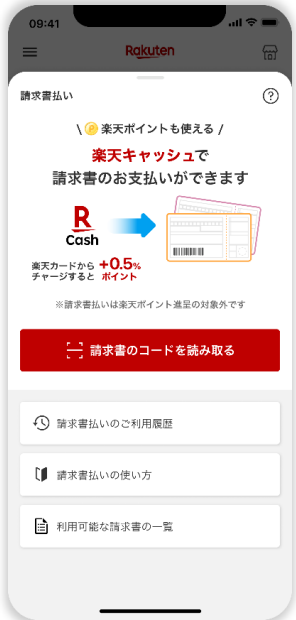 09:41
Rakuten
請求書払い
?
\ P 楽天ポイントも使える /
楽天キャッシュで
請求書のお支払いができます
R
Cash
楽天カードから
チャージすると
+0.5%
ポイント
※請求書払いは楽天ポイント進呈の対象外です
請求書のコードを読み取る
請求書払いのご利用履歴
請求書払いの使い方
利用可能な請求書の一覧